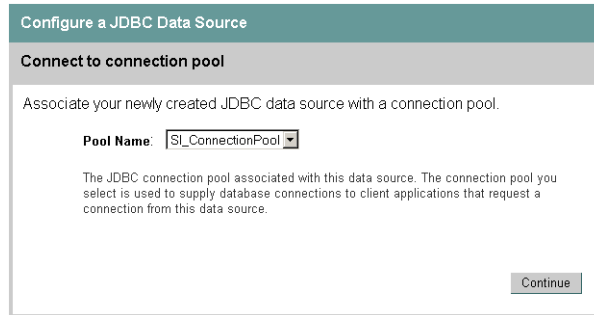 Configure a JDBC Data Source
Connect to connection pool
Associate your newly created JDBC data source with a connection pool.
Pool Name: SI_ConnectionPool
The JDBC connection pool associated with this data source. The connection pool you
select is used to supply database connections to client applications that request a
connection from this data source.
Continue